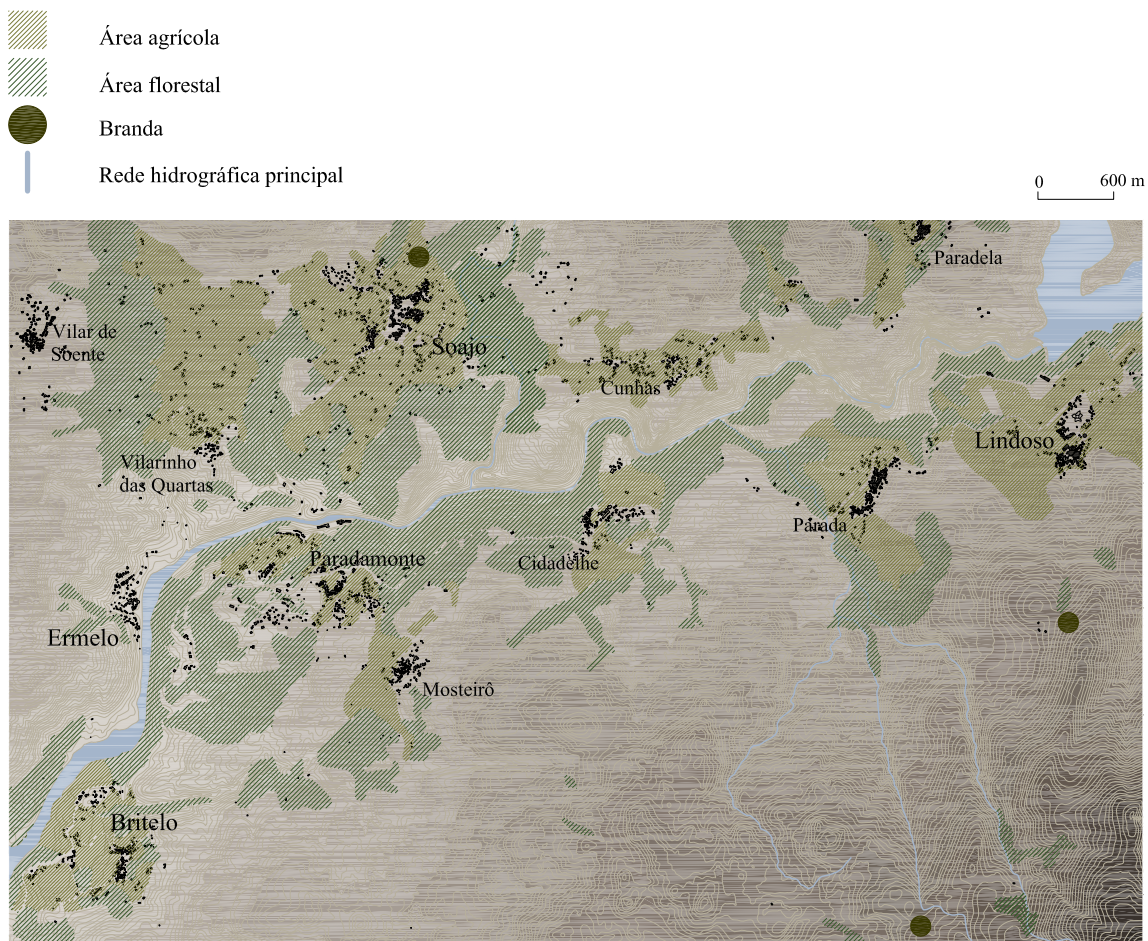 Área agrícola
Área florestal
Branda
Rede hidrográfica principal
0 600 m
Paradela
Vilar de
Soente
Soajo
Cunhas
Lindoso
Vilarinho
das Quartas
Parada
Paradamonte
Cidadelhe
Ermelo
Mosteirô
Britelo